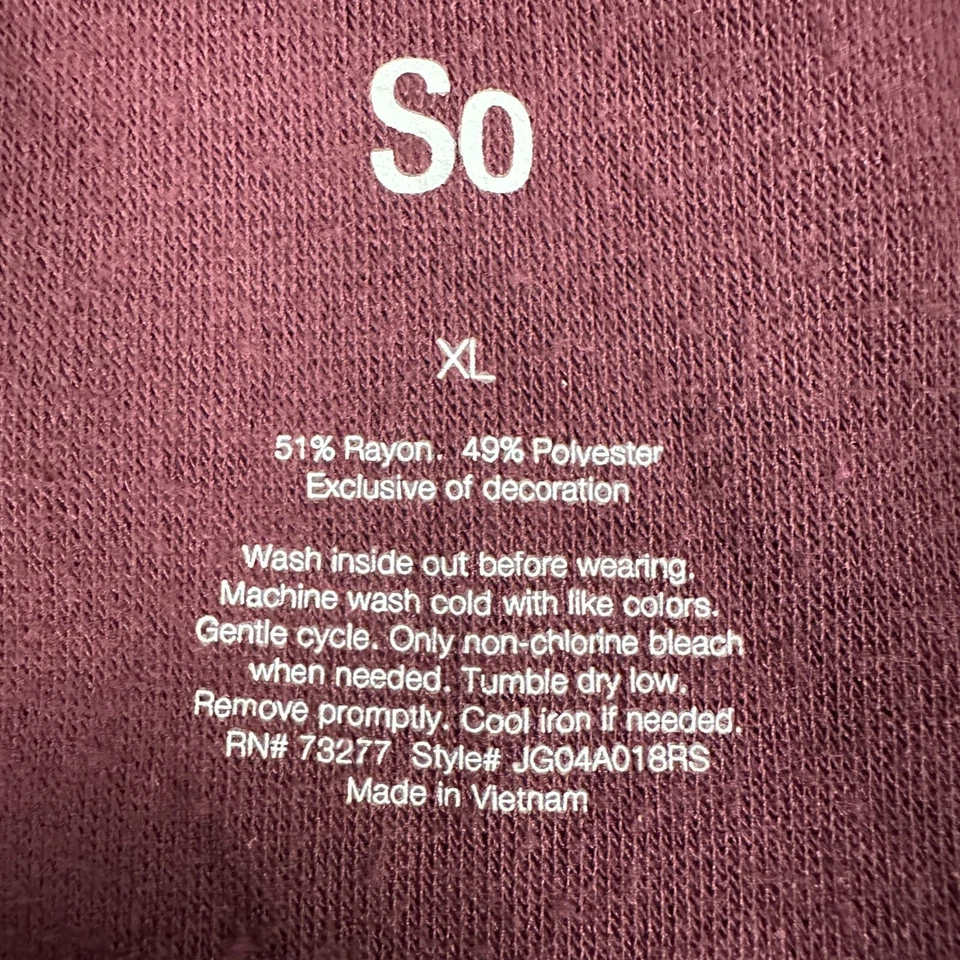 So
XL
51% Rayon. 49% Polyester
Exclusive of decoration
Wash inside out before wearing.
Machine wash cold with like colors.
Gentle cycle. Only non-chlorine bleach
when needed. Tumble dry low.
Remove promptly. Cool iron if needed.
RN# 73277 Style# JG04A018RS
Made in Vietnam